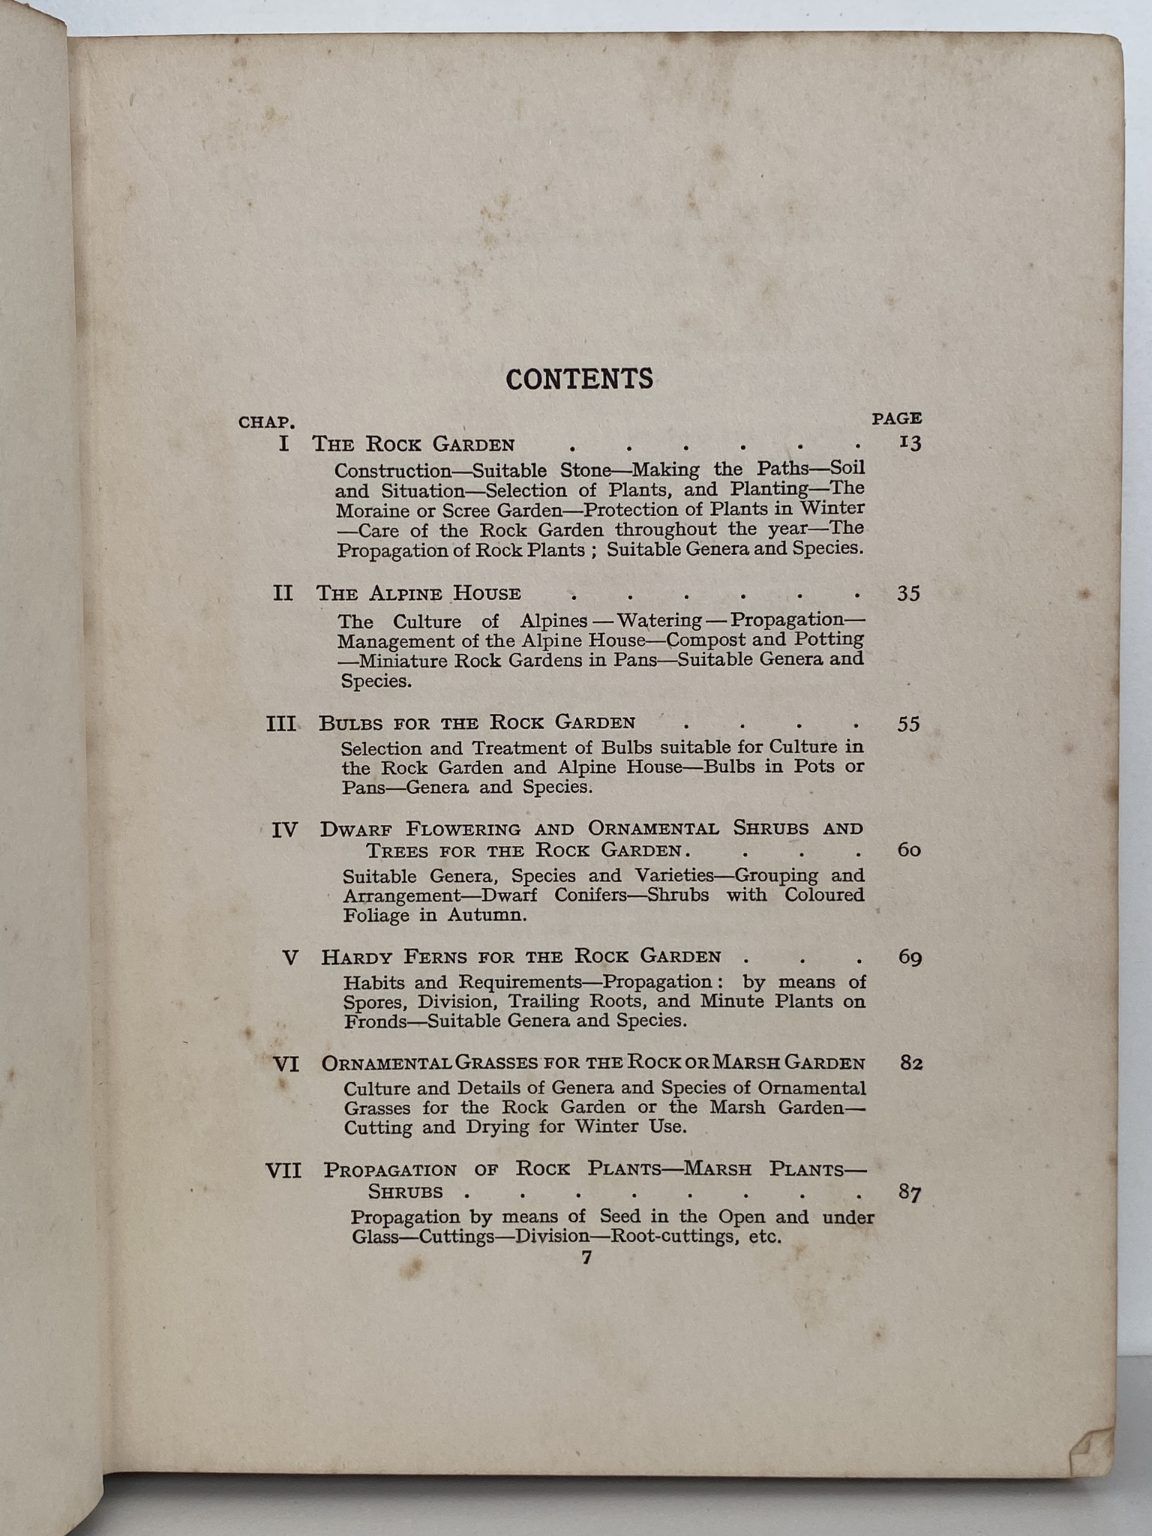 CONTENTS
CHAP. PAGE
I THE ROCK GARDEN . . . . . . 13
Construction—Suitable Stone—Making the Paths—Soil
and Situation—Selection of Plants, and Planting—The
Moraine or Scree Garden—Protection of Plants in Winter
—Care of the Rock Garden throughout the year—The
Propagation of Rock Plants ; Suitable Genera and Species.
II THE ALPINE HOUSE . . . . . . 35
The Culture of Alpines — Watering — Propagation—
Management of the Alpine House—Compost and Potting
—Miniature Rock Gardens in Pans—Suitable Genera and
Species.
III BULBS FOR THE ROCK GARDEN . . . . 55
Selection and Treatment of Bulbs suitable for Culture in
the Rock Garden and Alpine House—Bulbs in Pots or
Pans—Genera and Species.
IV DWARF FLOWERING AND ORNAMENTAL SHRUBS AND
TREES FOR THE ROCK GARDEN . . . . 60
Suitable Genera, Species and Varieties—Grouping and
Arrangement—Dwarf Conifers—Shrubs with Coloured
Foliage in Autumn.
V HARDY FERNS FOR THE ROCK GARDEN . . . 69
Habits and Requirements—Propagation : by means of
Spores, Division, Trailing Roots, and Minute Plants on
Fronds—Suitable Genera and Species.
VI ORNAMENTAL GRASSES FOR THE ROCK OR MARSH GARDEN 82
Culture and Details of Genera and Species of Ornamental
Grasses for the Rock Garden or the Marsh Garden—
Cutting and Drying for Winter Use.
VII PROPAGATION OF ROCK PLANTS—MARSH PLANTS—
SHRUBS . . . . . . . . 87
Propagation by means of Seed in the Open and under
Glass—Cuttings—Division—Root-cuttings, etc.
7